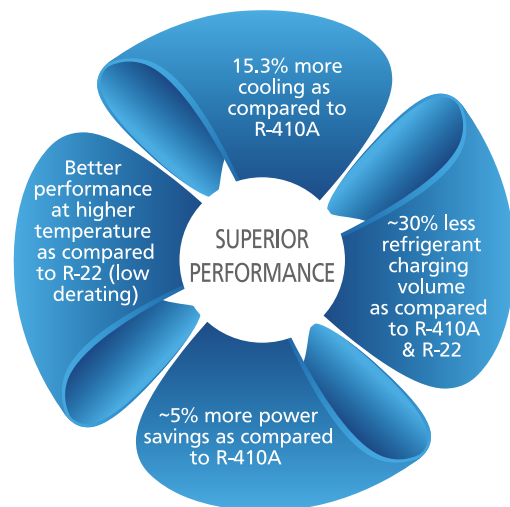 15.3% more
cooling as
compared to
R-410A
~30% less
refrigerant
charging
volume
as compared
to R-410A
& R-22
~5% more power
savings as compared
to R-410A
Better
performance
at higher
temperature
as compared
to R-22 (low
derating)
SUPERIOR
PERFORMANCE